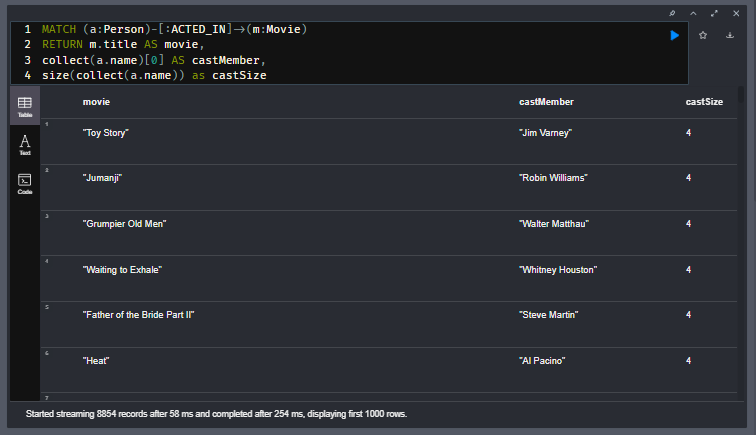 1 MATCH (a:Person)-[:ACTED_IN]→(m:Movie)
2 RETURN m.title AS movie,
3 collect(a.name)[0] AS castMember,
4 size(collect(a.name)) as castSize
Table
Text
Code
movie castMember castSize
1 "Toy Story" "Jim Varney" 4
2 "Jumanji" "Robin Williams" 4
3 "Grumpier Old Men" "Walter Matthau" 4
4 "Waiting to Exhale" "Whitney Houston" 4
5 "Father of the Bride Part II" "Steve Martin" 4
6 "Heat" "Al Pacino" 4
7
Started streaming 8854 records after 58 ms and completed after 254 ms, displaying first 1000 rows.